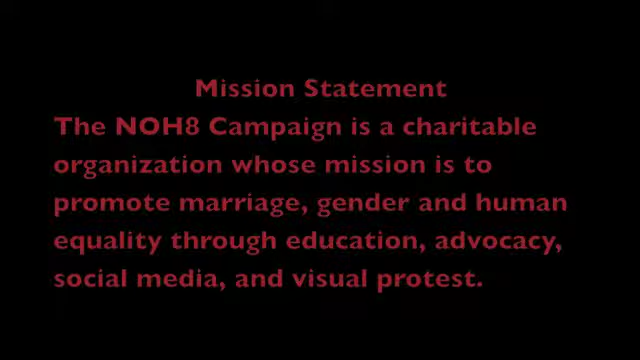 Mission Statement
The NOH8 Campaign is a charitable
organization whose mission is to
promote marriage, gender and human
equality through education, advocacy,
social media, and visual protest.